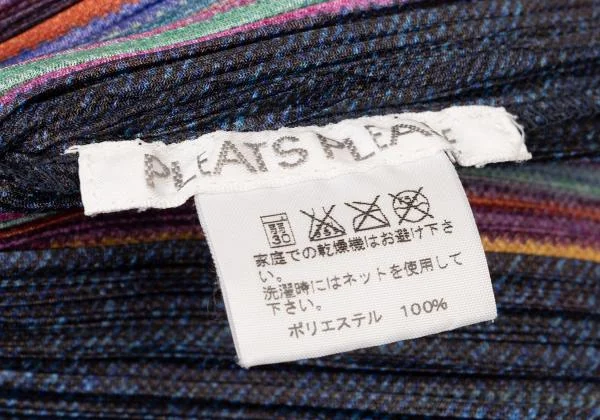 PLEATS PLEASE
30
家庭での乾燥機はお避け下さ
い。
洗濯時にはネットを使用して
下さい。
ポリエステル 100%